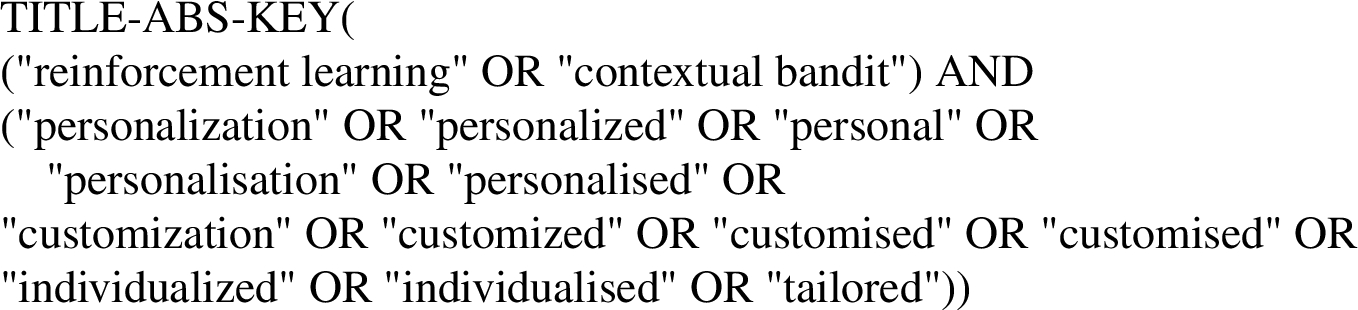 TITLE-ABS-KEY(
("reinforcement learning" OR "contextual bandit") AND
("personalization" OR "personalized" OR "personal" OR
"personalisation" OR "personalised" OR
"customization" OR "customized" OR "customised" OR "customised" OR
"individualized" OR "individualised" OR "tailored"))